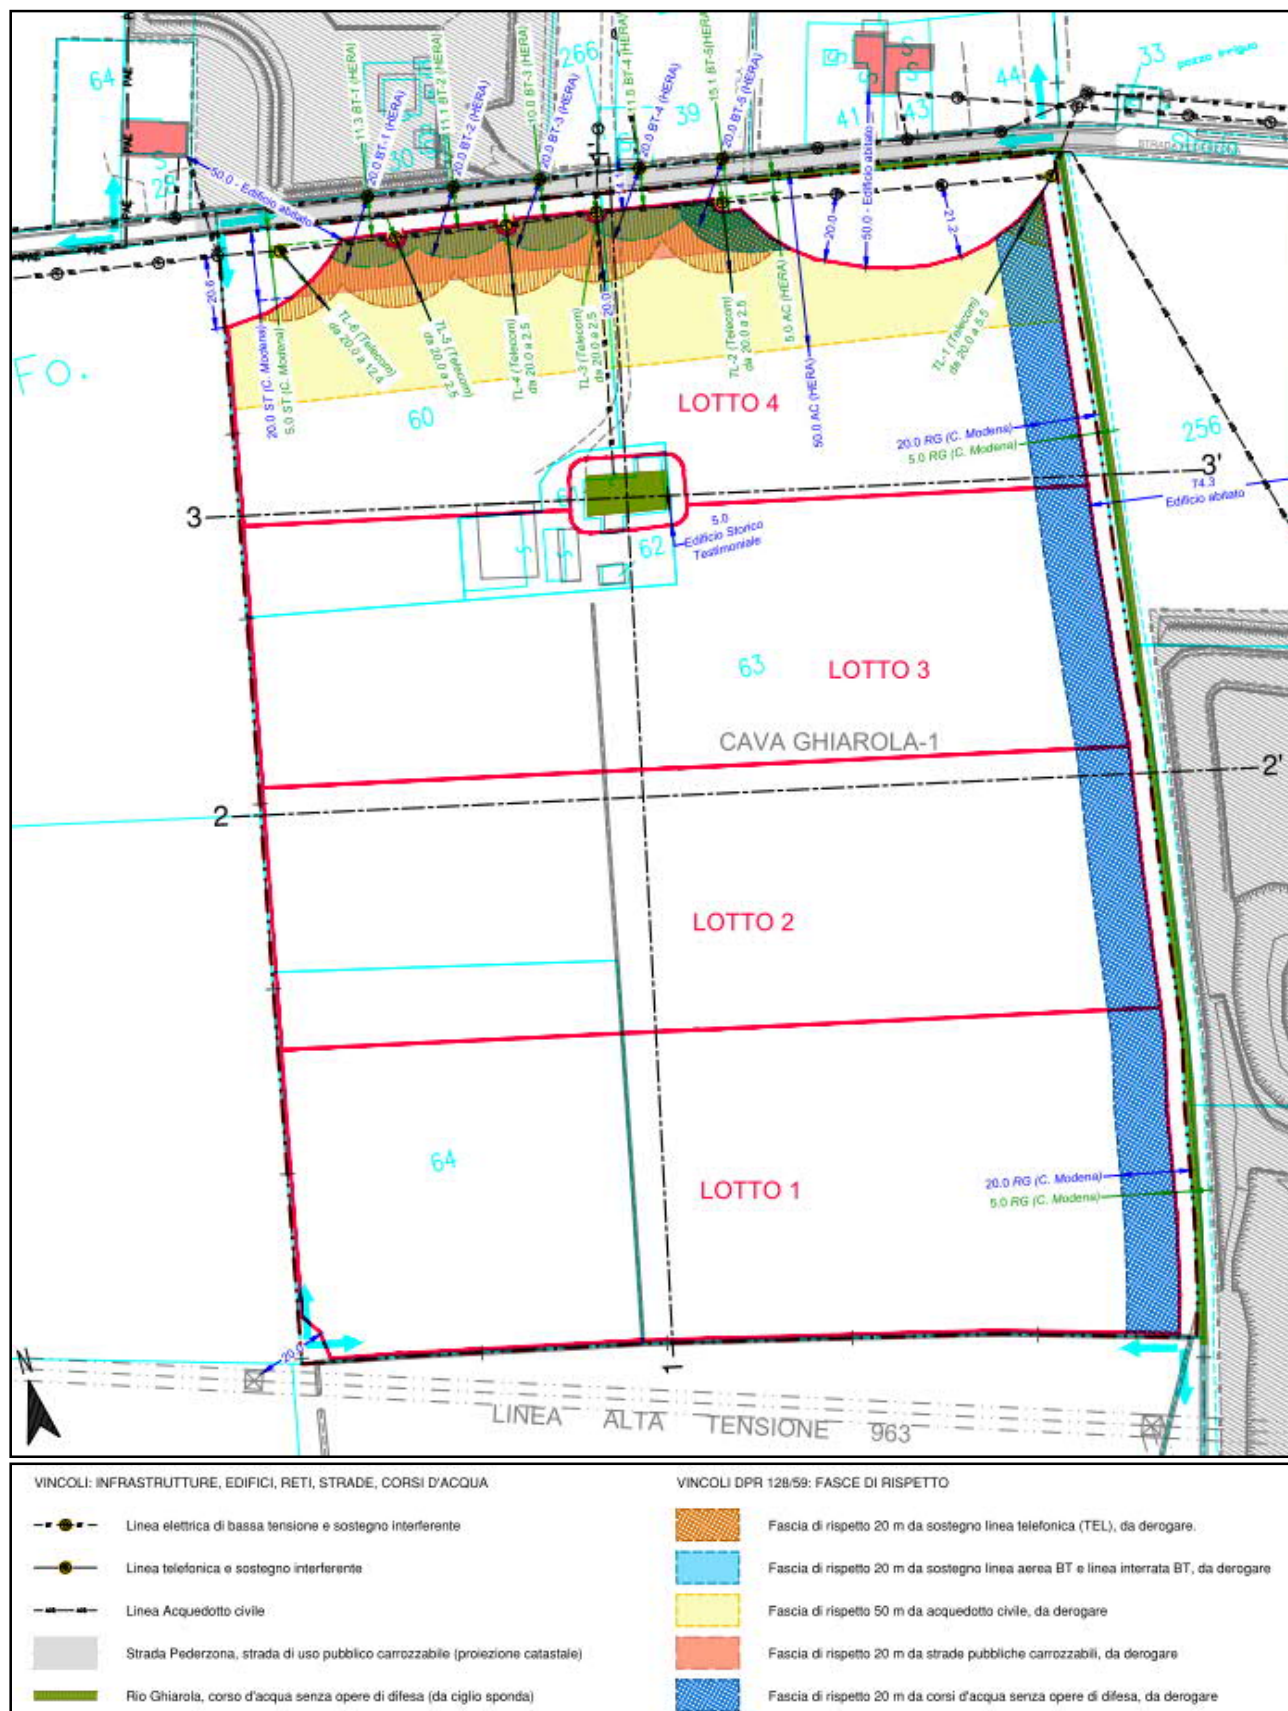 64
28
PAE
PAE
PAE
PAE
S
50.0 - Edificio abitato
11.3 BT-1 (HERA)
20.0 BT-1 (HERA)
30
11.1 BT-2 (HERA)
20.0 BT-2 (HERA)
10.0 BT-3 (HERA)
20.0 BT-3 (HERA)
266
11.5 BT-4 (HERA)
20.0 BT-4 (HERA)
39
15.1 BT-5(HERA)
20.0 BT-5 (HERA)
1'
41
43
S
S
S
S
44
33
pozzo irriguo
50.0 - Edificio abitato
20.0
21.2
20.6
20.0
Fo.
20.0 ST (C. Modena)
5.0 ST (C. Modena)
TL-6 (Telecom)
da 20.0 a 12.4
TL-5 (Telecom)
da 20.0 a 2.5
TL-4 (Telecom)
da 20.0 a 2.5
TL-3 (Telecom)
da 20.0 a 2.5
TL-2 (Telecom)
da 20.0 a 2.5
5.0 AC (HERA)
50.0 AC (HERA)
TL-1 (Telecom)
da 20.0 a 5.5
60
LOTTO 4
20.0 RG (C. Modena)
5.0 RG (C. Modena)
256
3
3'
74.3
Edificio abitato
5.0
Edificio Storico
Testimoniale
62
S
S
63
LOTTO 3
CAVA GHIAROLA-1
2
2'
LOTTO 2
64
LOTTO 1
20.0 RG (C. Modena)
5.0 RG (C. Modena)
20.0
1
N
LINEA ALTA TENSIONE 963
VINCOLI: INFRASTRUTTURE, EDIFICI, RETI, STRADE, CORSI D'ACQUA
Linea elettrica di bassa tensione e sostegno interferente
Linea telefonica e sostegno interferente
Linea Acquedotto civile
Strada Pederzona, strada di uso pubblico carrozzabile (proiezione catastale)
Rio Ghiarola, corso d'acqua senza opere di difesa (da ciglio sponda)
VINCOLI DPR 128/59: FASCE DI RISPETTO
Fascia di rispetto 20 m da sostegno linea telefonica (TEL), da derogare.
Fascia di rispetto 20 m da sostegno linea aerea BT e linea interrata BT, da derogare
Fascia di rispetto 50 m da acquedotto civile, da derogare
Fascia di rispetto 20 m da strade pubbliche carrozzabili, da derogare
Fascia di rispetto 20 m da corsi d'acqua senza opere di difesa, da derogare